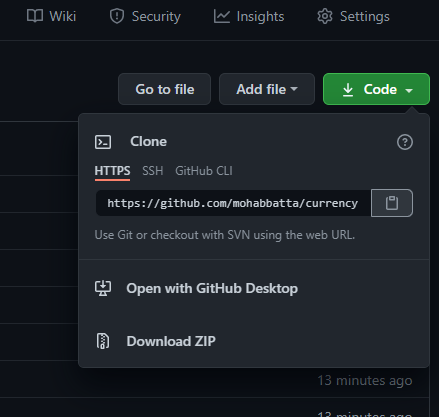 Wiki Security Insights Settings
Go to file Add file Code
Clone
HTTPS SSH GitHub CLI
https://github.com/mohabbatta/currency
Use Git or checkout with SVN using the web URL.
Open with GitHub Desktop
Download ZIP
13 minutes ago
13 minutes ago